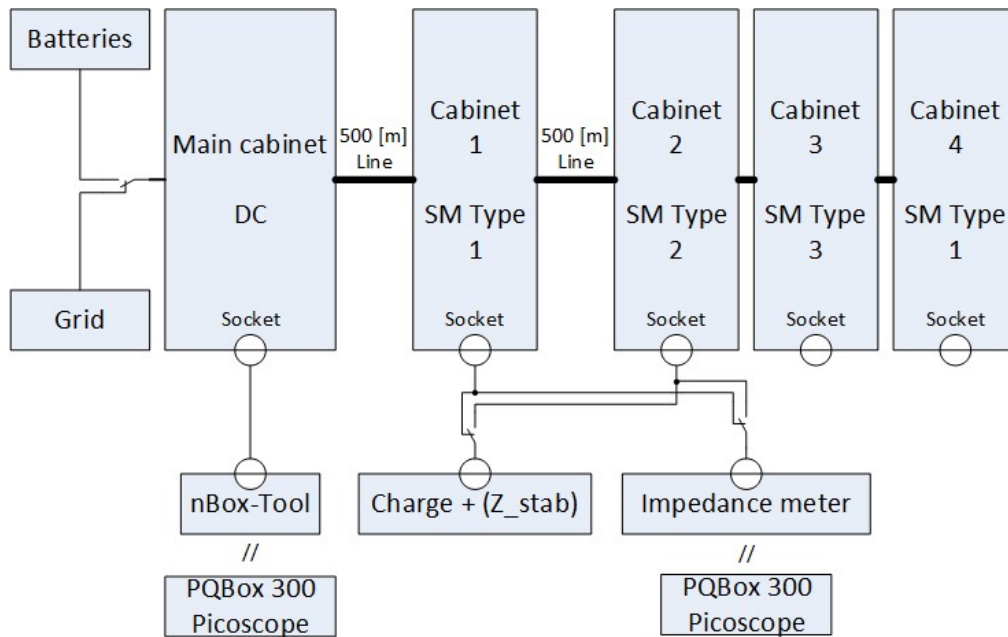 Batteries
Grid
Main cabinet
DC
Socket
500 [m]
Line
Cabinet
1
SM Type
1
Socket
500 [m]
Line
Cabinet
2
SM Type
2
Socket
Cabinet
3
SM Type
3
Socket
Cabinet
4
SM Type
1
Socket
nBox-Tool
//
PQBox 300
Picoscope
Charge + (Z_stab)
Impedance meter
//
PQBox 300
Picoscope